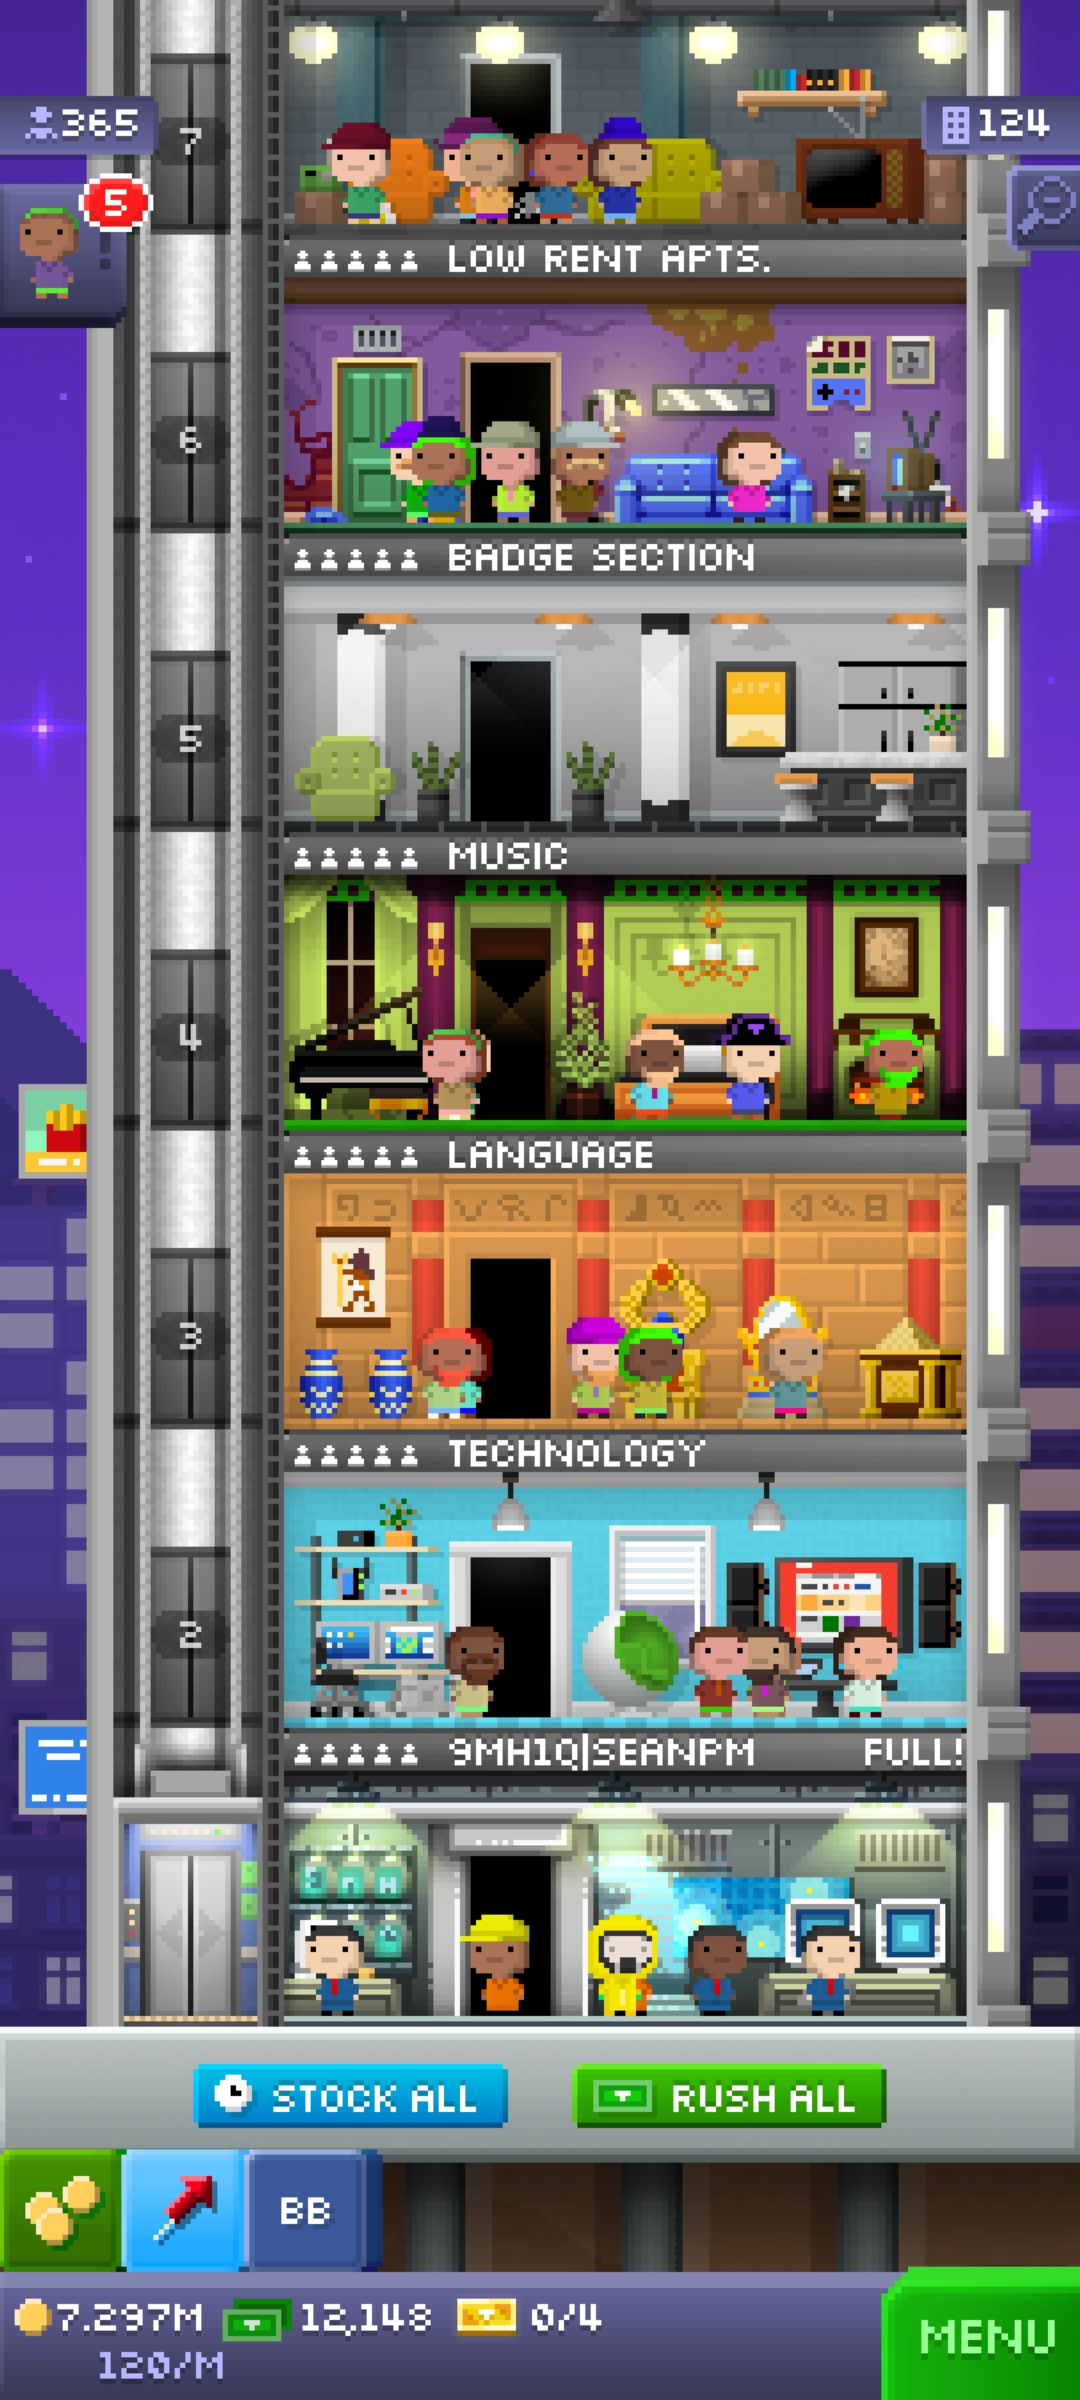 365
124
5
7
LOW RENT APTS.
6
BADGE SECTION
5
MUSIC
4
LANGUAGE
3
TECHNOLOGY
2
9MH1Q|SEANPM FULL!
STOCK ALL
RUSH ALL
BB
7.297M 12,148 0/4
120/M
MENU